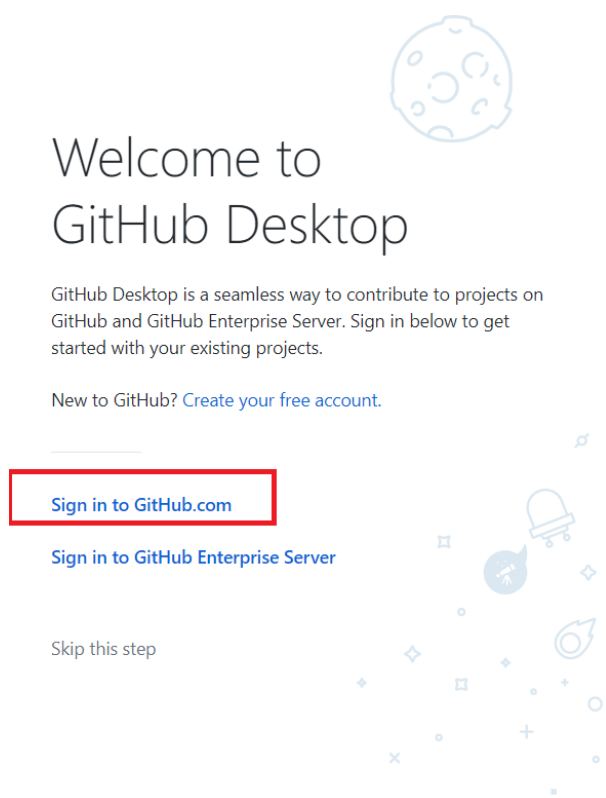 Welcome to
GitHub Desktop
GitHub Desktop is a seamless way to contribute to projects on
GitHub and GitHub Enterprise Server. Sign in below to get
started with your existing projects.
New to GitHub? Create your free account.
Sign in to GitHub.com
Sign in to GitHub Enterprise Server
Skip this step